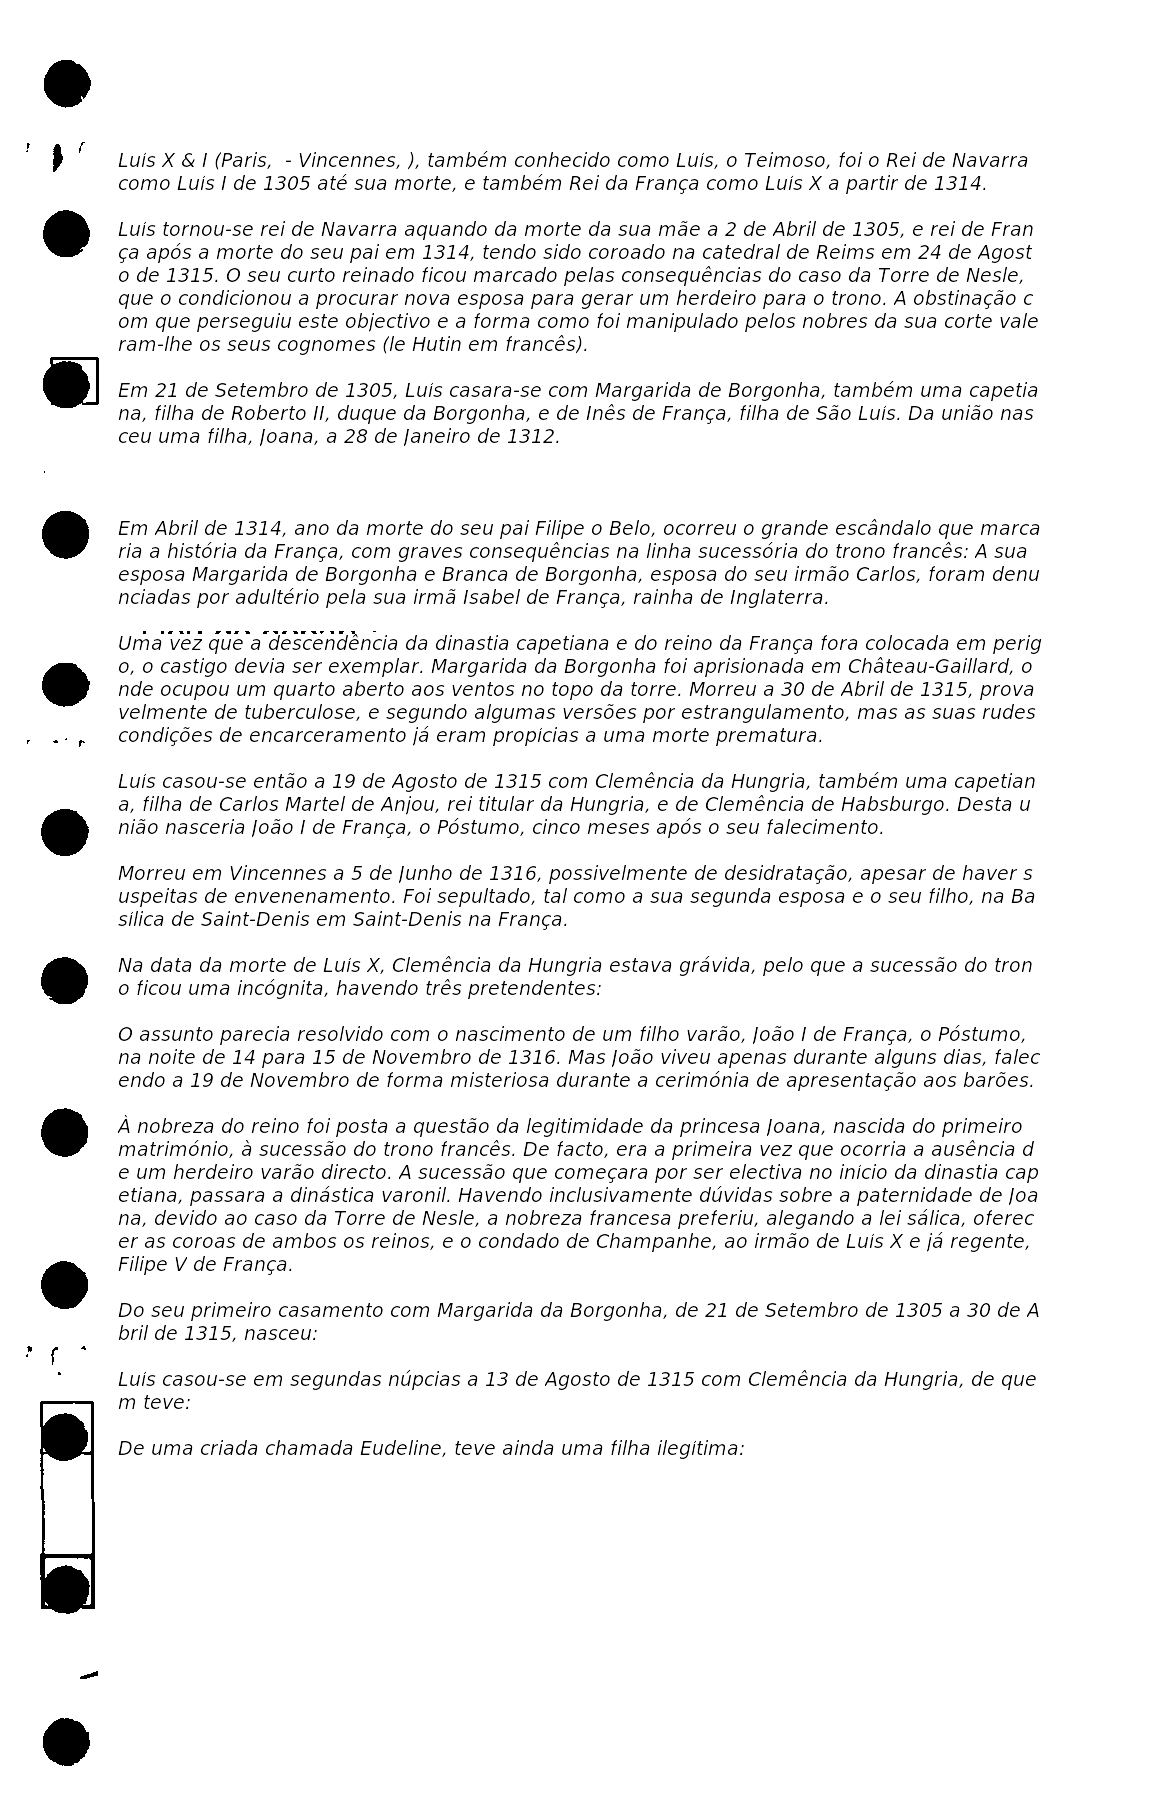 Luís X & I (Paris,  - Vincennes, ), também conhecido como Luís, o Teimoso, foi o Rei de Navarra
como Luís I de 1305 até sua morte, e também Rei da França como Luís X a partir de 1314.
Luís tornou-se rei de Navarra aquando da morte da sua mãe a 2 de Abril de 1305, e rei de Fran
ça após a morte do seu pai em 1314, tendo sido coroado na catedral de Reims em 24 de Agost
o de 1315. O seu curto reinado ficou marcado pelas consequências do caso da Torre de Nesle,
que o condicionou a procurar nova esposa para gerar um herdeiro para o trono. A obstinação c
om que perseguiu este objectivo e a forma como foi manipulado pelos nobres da sua corte vale
ram-lhe os seus cognomes (le Hutin em francês).
Em 21 de Setembro de 1305, Luís casara-se com Margarida de Borgonha, também uma capetia
na, filha de Roberto II, duque da Borgonha, e de Inês de França, filha de São Luís. Da união nas
ceu uma filha, Joana, a 28 de Janeiro de 1312.
Em Abril de 1314, ano da morte do seu pai Filipe o Belo, ocorreu o grande escândalo que marca
ria a história da França, com graves consequências na linha sucessória do trono francês: A sua
esposa Margarida de Borgonha e Branca de Borgonha, esposa do seu irmão Carlos, foram denu
nciadas por adultério pela sua irmã Isabel de França, rainha de Inglaterra.
Uma vez que a descendência da dinastia capetiana e do reino da França fora colocada em perig
o, o castigo devia ser exemplar. Margarida da Borgonha foi aprisionada em Château-Gaillard, o
nde ocupou um quarto aberto aos ventos no topo da torre. Morreu a 30 de Abril de 1315, prova
velmente de tuberculose, e segundo algumas versões por estrangulamento, mas as suas rudes
condições de encarceramento já eram propícias a uma morte prematura.
Luís casou-se então a 19 de Agosto de 1315 com Clemência da Hungria, também uma capetian
a, filha de Carlos Martel de Anjou, rei titular da Hungria, e de Clemência de Habsburgo. Desta u
nião nasceria João I de França, o Póstumo, cinco meses após o seu falecimento.
Morreu em Vincennes a 5 de Junho de 1316, possivelmente de desidratação, apesar de haver s
uspeitas de envenenamento. Foi sepultado, tal como a sua segunda esposa e o seu filho, na Ba
sílica de Saint-Denis em Saint-Denis na França.
Na data da morte de Luís X, Clemência da Hungria estava grávida, pelo que a sucessão do tron
o ficou uma incógnita, havendo três pretendentes:
O assunto parecia resolvido com o nascimento de um filho varão, João I de França, o Póstumo,
na noite de 14 para 15 de Novembro de 1316. Mas João viveu apenas durante alguns dias, falec
endo a 19 de Novembro de forma misteriosa durante a cerimónia de apresentação aos barões.
À nobreza do reino foi posta a questão da legitimidade da princesa Joana, nascida do primeiro
matrimónio, à sucessão do trono francês. De facto, era a primeira vez que ocorria a ausência d
e um herdeiro varão directo. A sucessão que começara por ser electiva no início da dinastia cap
etiana, passara a dinástica varonil. Havendo inclusivamente dúvidas sobre a paternidade de Joa
na, devido ao caso da Torre de Nesle, a nobreza francesa preferiu, alegando a lei sálica, oferec
er as coroas de ambos os reinos, e o condado de Champanhe, ao irmão de Luís X e já regente,
Filipe V de França.
Do seu primeiro casamento com Margarida da Borgonha, de 21 de Setembro de 1305 a 30 de A
bril de 1315, nasceu:
Luís casou-se em segundas núpcias a 13 de Agosto de 1315 com Clemência da Hungria, de que
m teve:
De uma criada chamada Eudeline, teve ainda uma filha ilegítima: